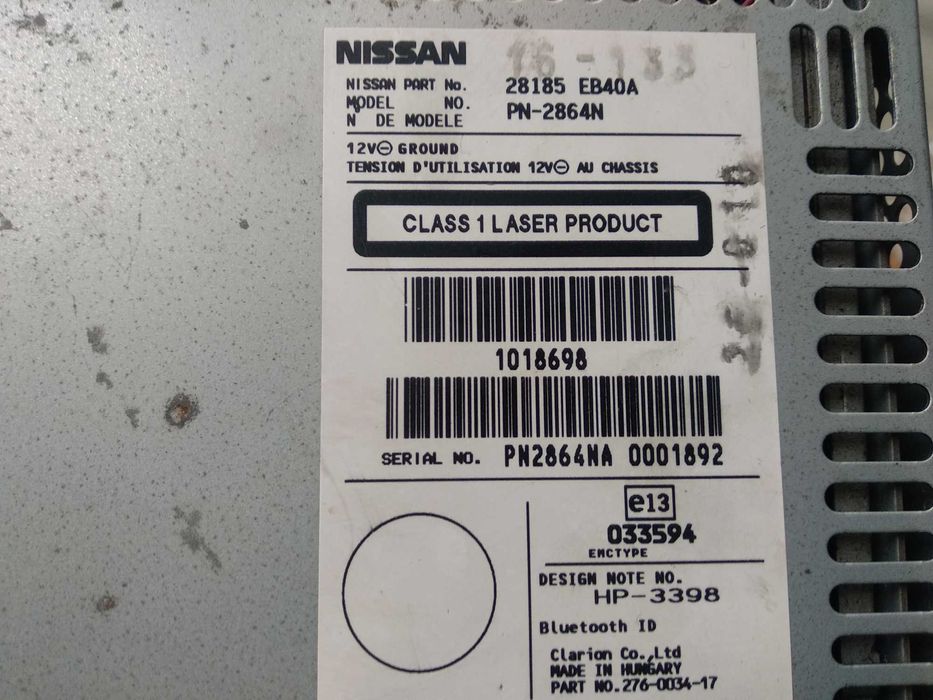 NISSAN 16-133
NISSAN PART No. 28185 EB40A
MODEL NO. PN-2864N
N° DE MODELE
12V⊖ GROUND
TENSION D'UTILISATION 12V⊖ AU CHASSIS
CLASS 1 LASER PRODUCT
1018698
SERIAL NO. PN2864NA 0001892
e13
033594
EMCTYPE
DESIGN NOTE NO.
HP-3398
Bluetooth ID
Clarion Co.,Ltd
MADE IN HUNGARY
PART NO.276-0034-17